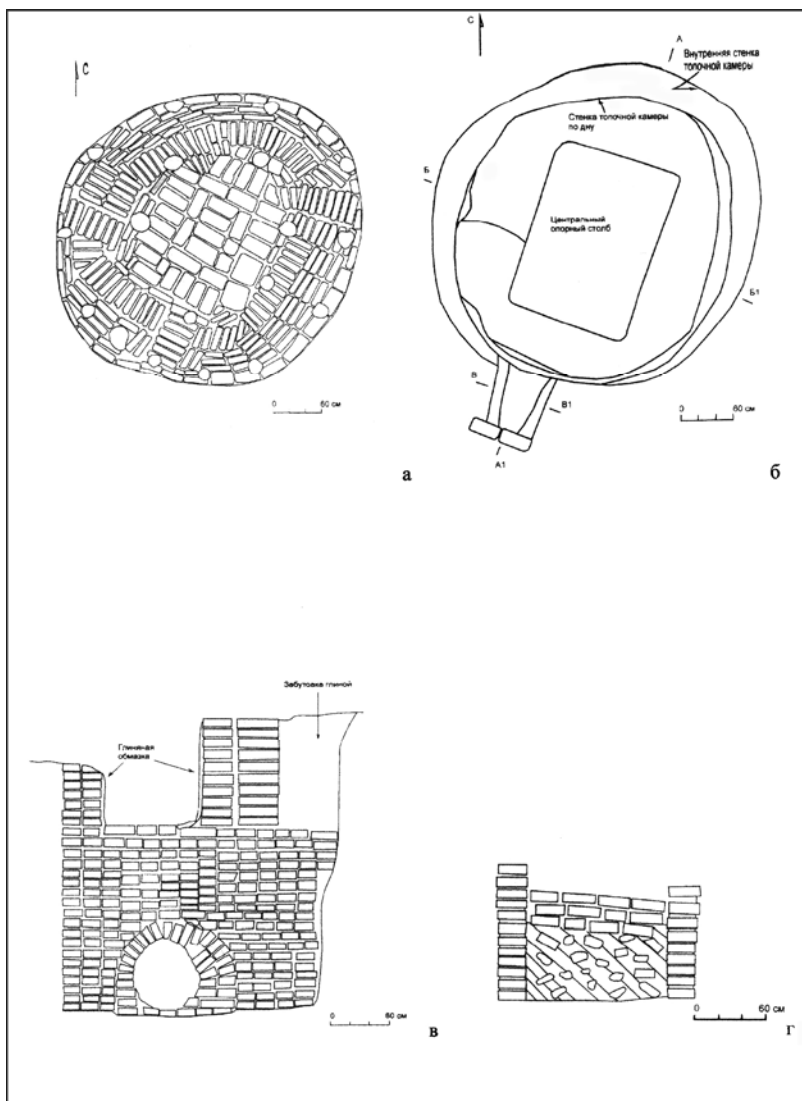 С
0 60 см
а
С
А
Внутренняя стенка
топочной камеры
Стенка топочной камеры
по дну
Б
Центральный
опорный столб
Б1
В
В1
А1
0 60 см
б
Забутовка глиной
Глиняная
обмазка
0 60 см
в
0 60 см
г